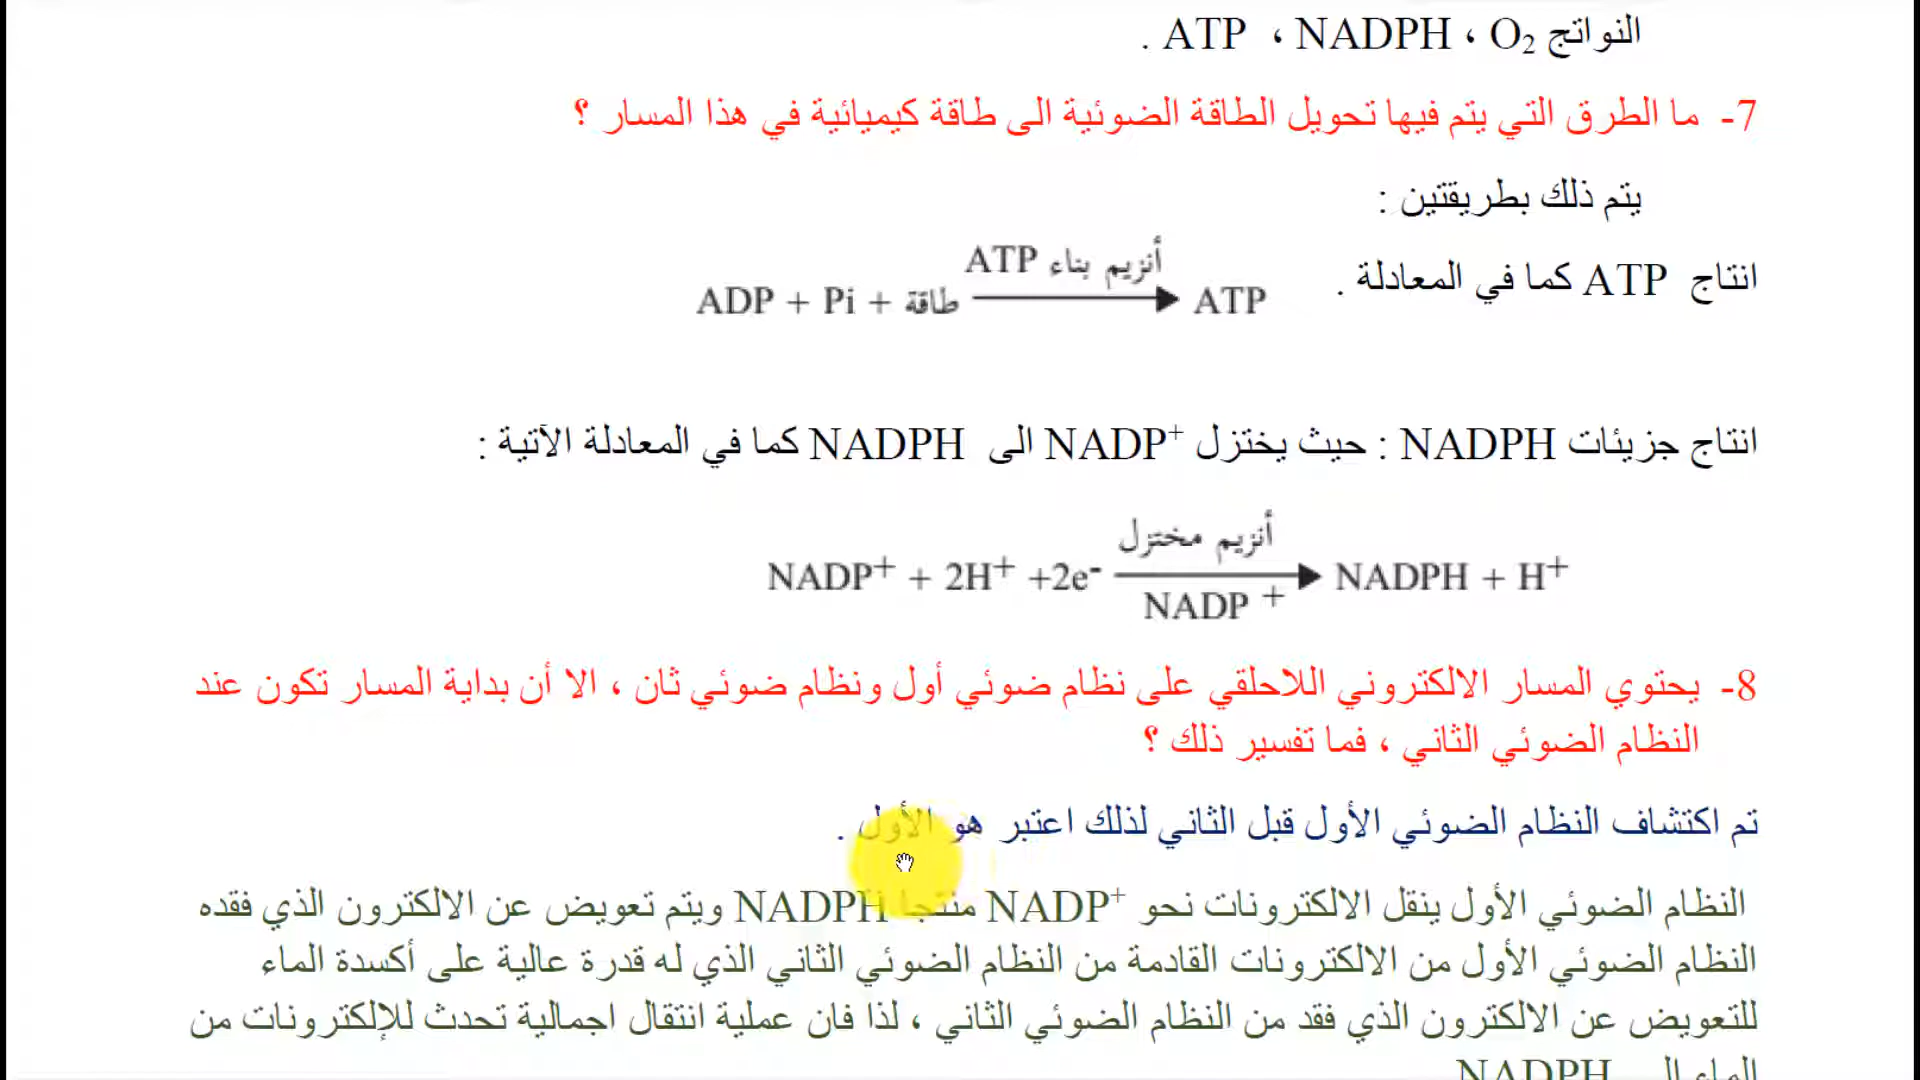 النواتج O₂ ، NADPH ، ATP .
7- ما الطرق التي يتم فيها تحويل الطاقة الضوئية الى طاقة كيميائية في هذا المسار ؟
يتم ذلك بطريقتين :
انتاج ATP كما في المعادلة .
أنزيم بناء ATP
ADP + Pi + طاقة → ATP
انتاج جزيئات NADPH : حيث يختزل NADP⁺ الى NADPH كما في المعادلة الآتية :
أنزيم مختزل
NADP⁺ + 2H⁺ +2e⁻ → NADPH + H⁺
NADP ⁺
8- يحتوي المسار الالكتروني اللاحلقي على نظام ضوئي أول ونظام ضوئي ثان ، الا أن بداية المسار تكون عند
النظام الضوئي الثاني ، فما تفسير ذلك ؟
تم اكتشاف النظام الضوئي الأول قبل الثاني لذلك اعتبر هو الأول .
النظام الضوئي الأول ينقل الالكترونات نحو NADP⁺ منتجا NADPH ويتم تعويض عن الالكترون الذي فقده
النظام الضوئي الأول من الالكترونات القادمة من النظام الضوئي الثاني الذي له قدرة عالية على أكسدة الماء
للتعويض عن الالكترون الذي فقد من النظام الضوئي الثاني ، لذا فان عملية انتقال اجمالية تحدث للإلكترونات من
الماء الى NADPH